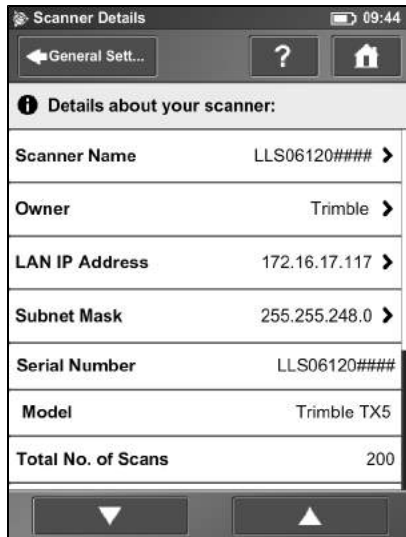 Scanner Details 09:44
General Sett... ?
Details about your scanner:
Scanner Name LLS06120####
Owner Trimble
LAN IP Address 172.16.17.117
Subnet Mask 255.255.248.0
Serial Number LLS06120####
Model Trimble TX5
Total No. of Scans 200